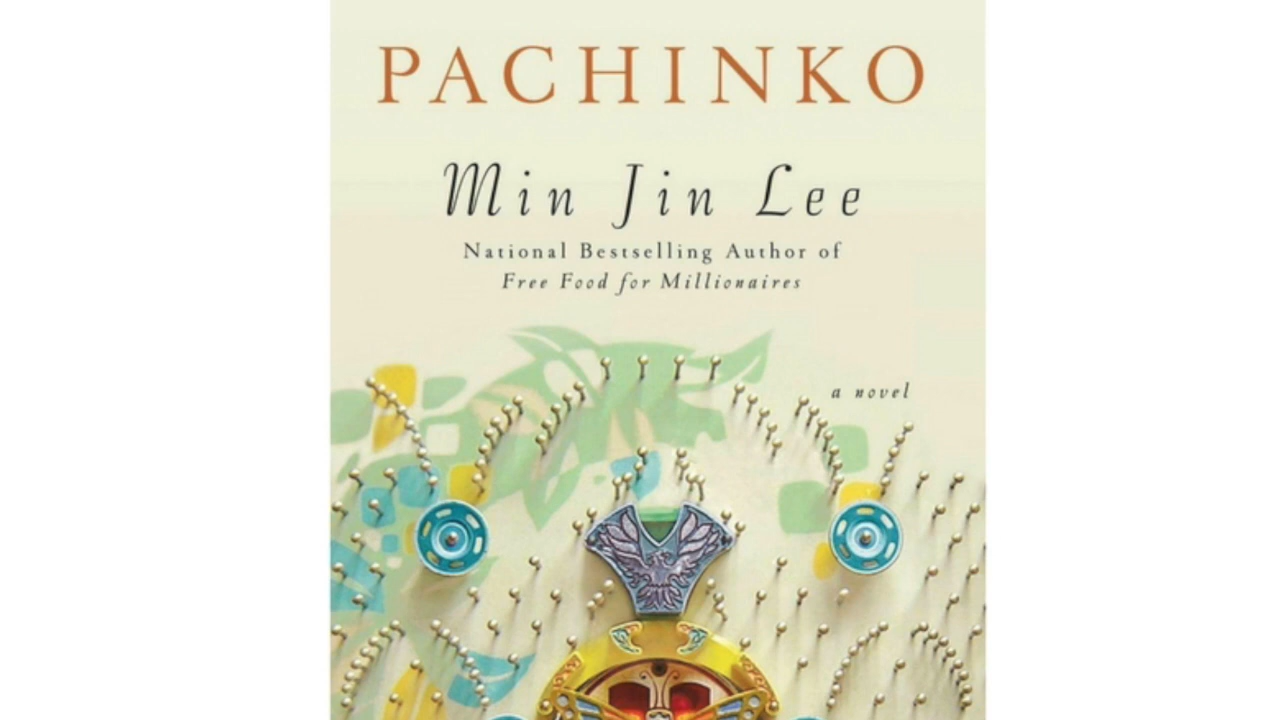 PACHINKO
Min Jin Lee
National Bestselling Author of
Free Food for Millionaires
a novel